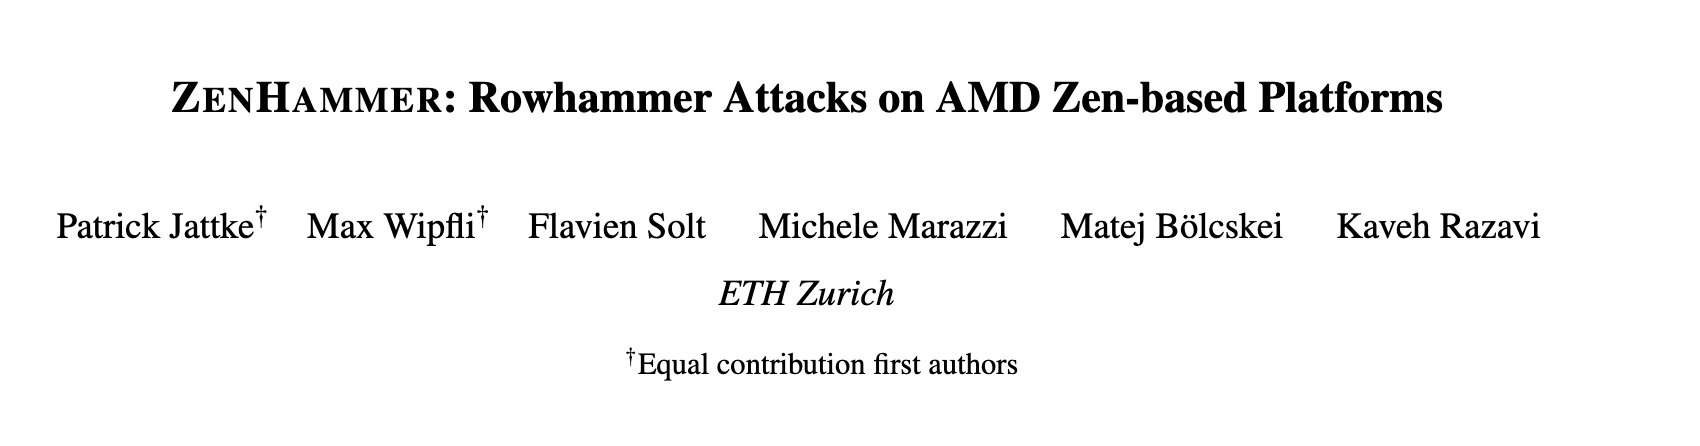 ZENHAMMER: Rowhammer Attacks on AMD Zen-based Platforms
Patrick Jattke† Max Wipfli† Flavien Solt Michele Marazzi Matej Bölcskei Kaveh Razavi
ETH Zurich
†Equal contribution first authors